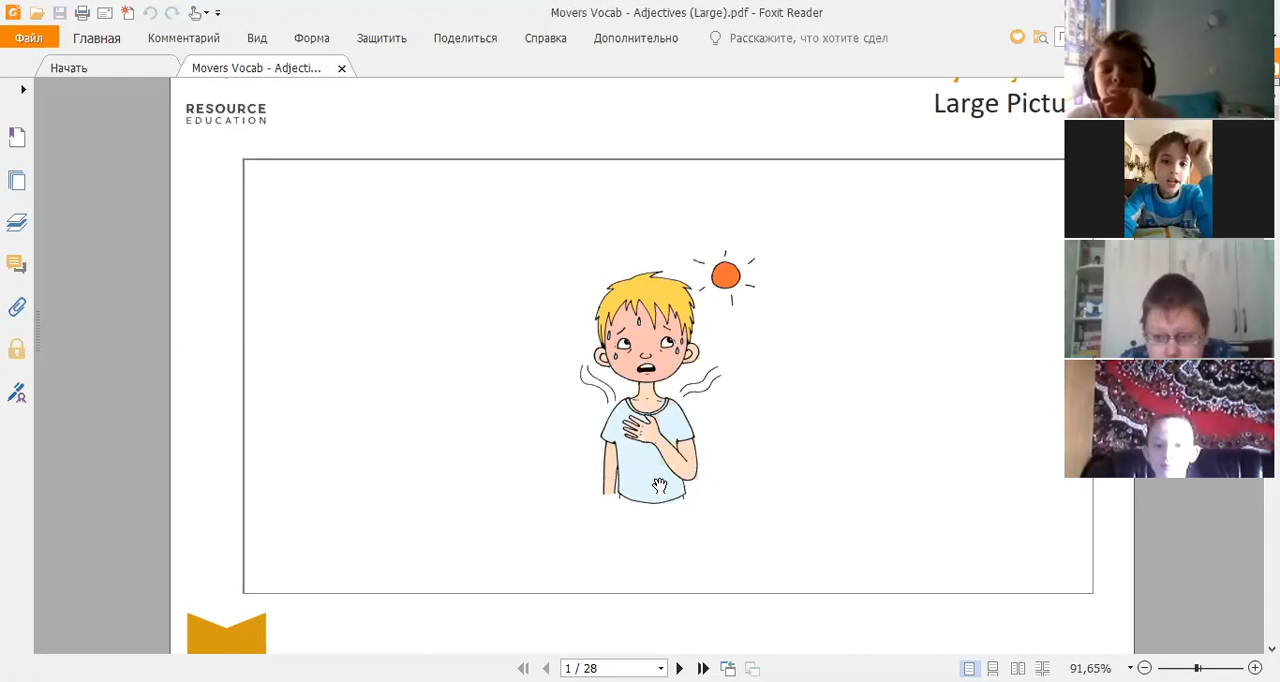 Movers Vocab - Adjectives (Large).pdf - Foxit Reader
Файл Главная Комментарий Вид Форма Защитить Поделиться Справка Дополнительно Расскажите, что хотите сделать
Начать Movers Vocab - Adjecti...
RESOURCE
EDUCATION
Large Pictu
1 / 28 91,65%